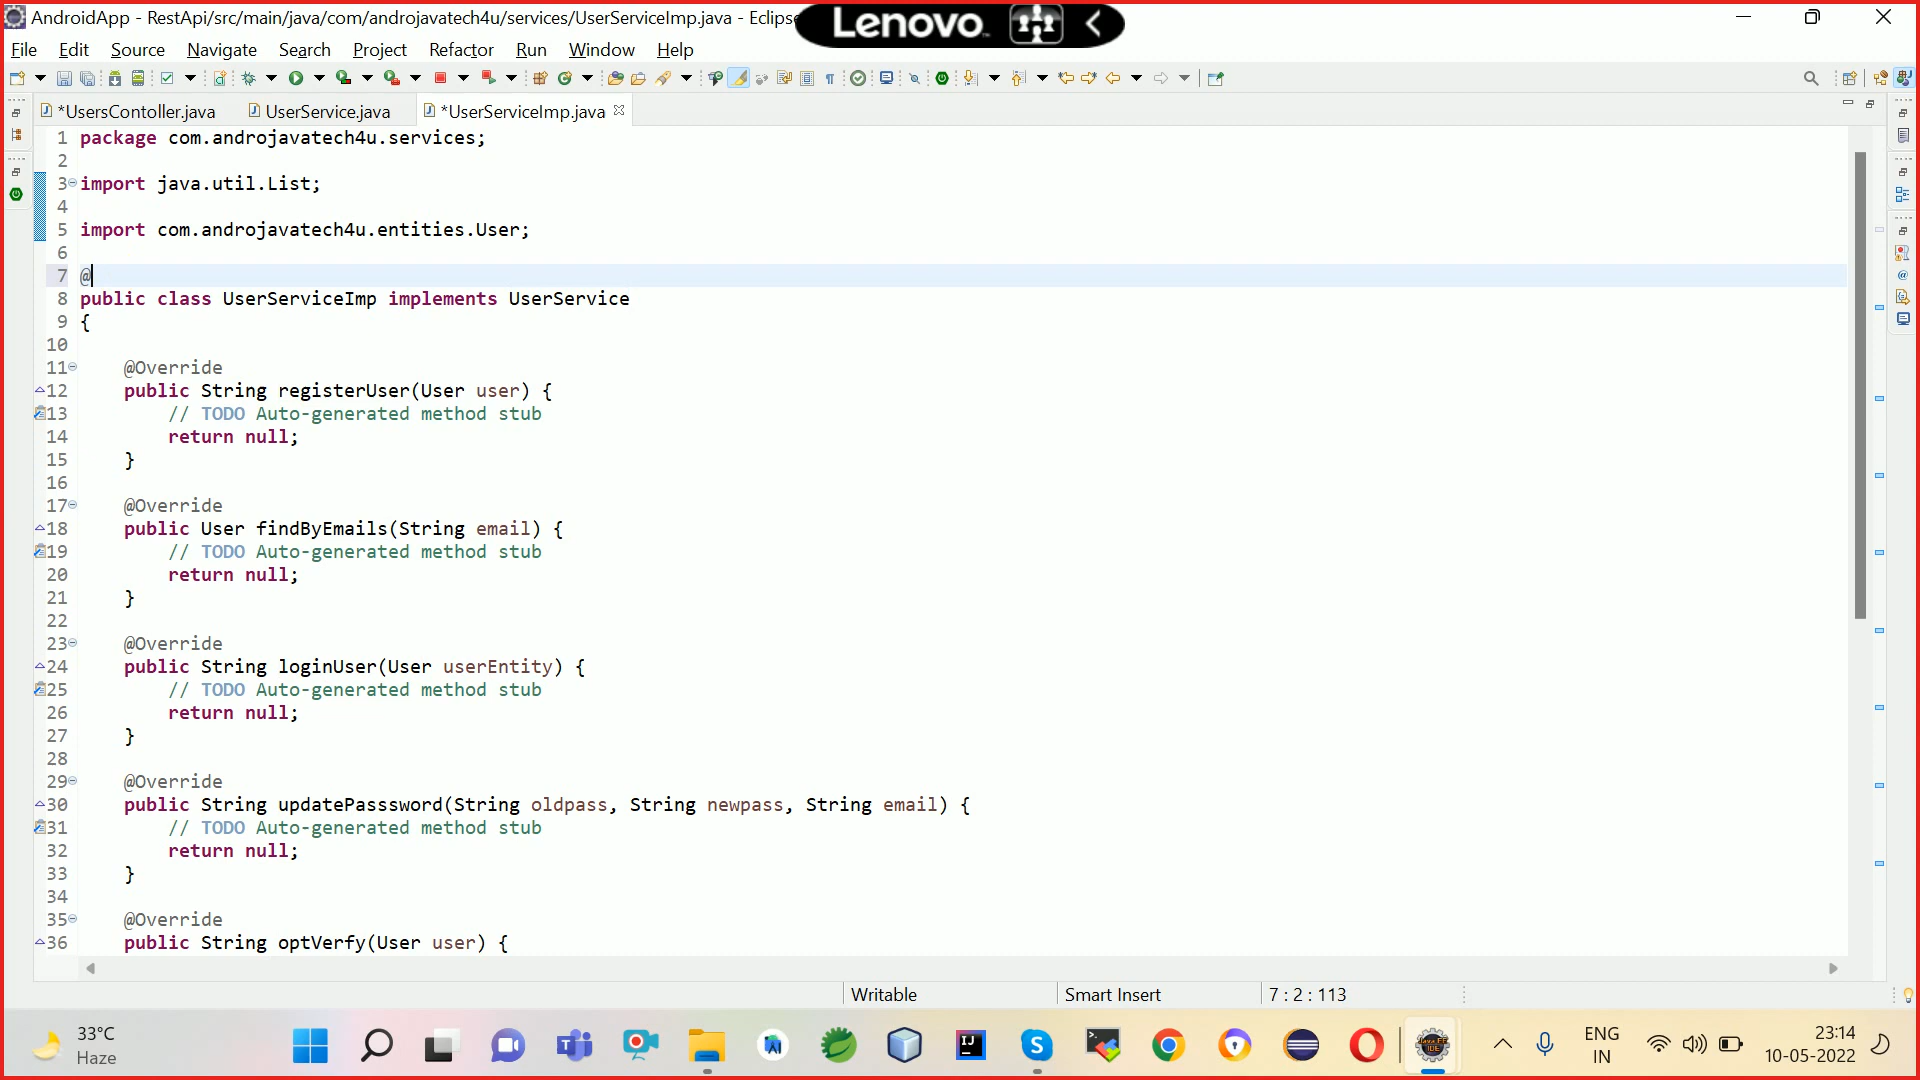 AndroidApp - RestApi/src/main/java/com/androjavatech4u/services/UserServiceImp.java - Eclipse
Lenovo
File Edit Source Navigate Search Project Refactor Run Window Help
*UsersContoller.java UserService.java *UserServiceImp.java
1 package com.androjavatech4u.services;
2
3 import java.util.List;
4
5 import com.androjavatech4u.entities.User;
6
7 @
8 public class UserServiceImp implements UserService
9 {
10
11 @Override
12 public String registerUser(User user) {
13 // TODO Auto-generated method stub
14 return null;
15 }
16
17 @Override
18 public User findByEmails(String email) {
19 // TODO Auto-generated method stub
20 return null;
21 }
22
23 @Override
24 public String loginUser(User userEntity) {
25 // TODO Auto-generated method stub
26 return null;
27 }
28
29 @Override
30 public String updatePasssword(String oldpass, String newpass, String email) {
31 // TODO Auto-generated method stub
32 return null;
33 }
34
35 @Override
36 public String optVerfy(User user) {
Writable Smart Insert 7 : 2 : 113
33°C
Haze
ENG
IN
23:14
10-05-2022